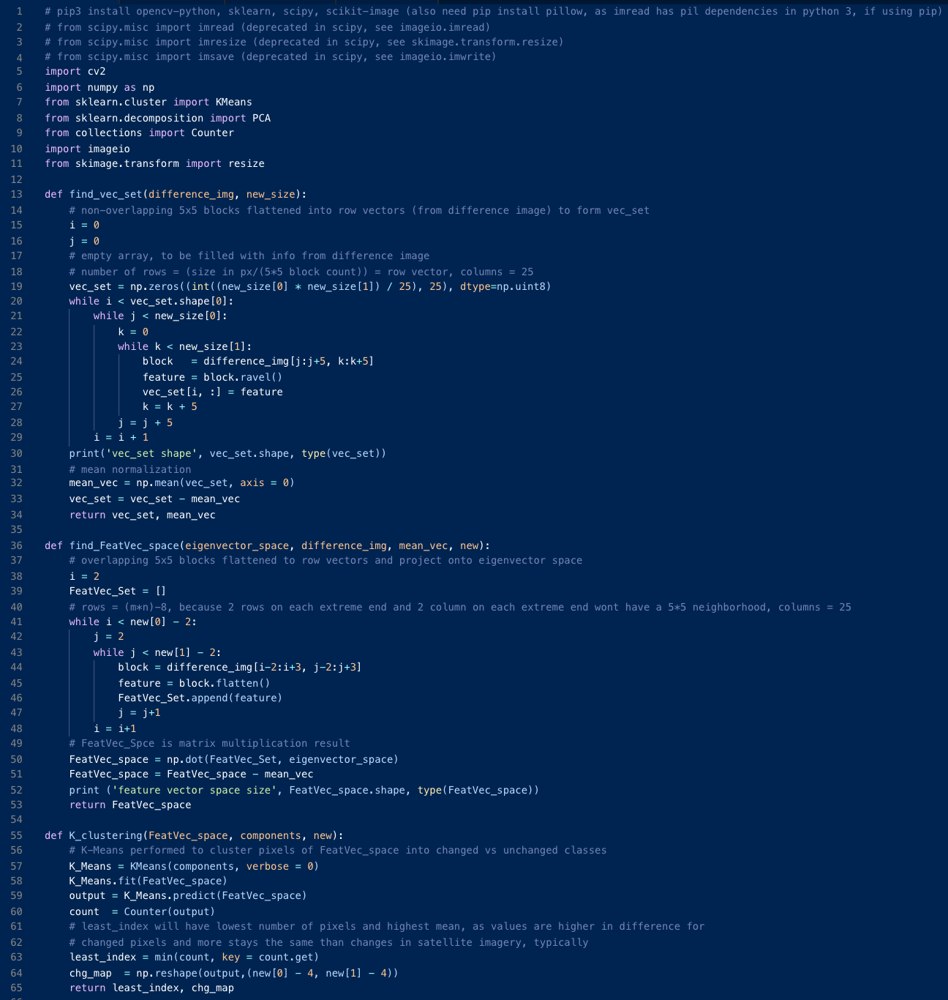 1 # pip3 install opencv-python, sklearn, scipy, scikit-image (also need pip install pillow, as imread has pil dependencies in python 3, if using pip)
2 # from scipy.misc import imread (deprecated in scipy, see imageio.imread)
3 # from scipy.misc import imresize (deprecated in scipy, see skimage.transform.resize)
4 # from scipy.misc import imsave (deprecated in scipy, see imageio.imwrite)
5 import cv2
6 import numpy as np
7 from sklearn.cluster import KMeans
8 from sklearn.decomposition import PCA
9 from collections import Counter
10 import imageio
11 from skimage.transform import resize
12
13 def find_vec_set(difference_img, new_size):
14     # non-overlapping 5x5 blocks flattened into row vectors (from difference image) to form vec_set
15     i = 0
16     j = 0
17     # empty array, to be filled with info from difference image
18     # number of rows = (size in px/(5*5 block count)) = row vector, columns = 25
19     vec_set = np.zeros((int((new_size[0] * new_size[1]) / 25), 25), dtype=np.uint8)
20     while i < vec_set.shape[0]:
21         while j < new_size[0]:
22             k = 0
23             while k < new_size[1]:
24                 block   = difference_img[j:j+5, k:k+5]
25                 feature = block.ravel()
26                 vec_set[i, :] = feature
27                 k = k + 5
28             j = j + 5
29         i = i + 1
30     print('vec_set shape', vec_set.shape, type(vec_set))
31     # mean normalization
32     mean_vec = np.mean(vec_set, axis = 0)
33     vec_set = vec_set - mean_vec
34     return vec_set, mean_vec
35
36 def find_FeatVec_space(eigenvector_space, difference_img, mean_vec, new):
37     # overlapping 5x5 blocks flattened to row vectors and project onto eigenvector space
38     i = 2
39     FeatVec_Set = []
40     # rows = (m*n)-8, because 2 rows on each extreme end and 2 column on each extreme end wont have a 5*5 neighborhood, columns = 25
41     while i < new[0] - 2:
42         j = 2
43         while j < new[1] - 2:
44             block = difference_img[i-2:i+3, j-2:j+3]
45             feature = block.flatten()
46             FeatVec_Set.append(feature)
47             j = j+1
48         i = i+1
49     # FeatVec_Spce is matrix multiplication result
50     FeatVec_space = np.dot(FeatVec_Set, eigenvector_space)
51     FeatVec_space = FeatVec_space - mean_vec
52     print ('feature vector space size', FeatVec_space.shape, type(FeatVec_space))
53     return FeatVec_space
54
55 def K_clustering(FeatVec_space, components, new):
56     # K-Means performed to cluster pixels of FeatVec_space into changed vs unchanged classes
57     K_Means = KMeans(components, verbose = 0)
58     K_Means.fit(FeatVec_space)
59     output = K_Means.predict(FeatVec_space)
60     count  = Counter(output)
61     # least_index will have lowest number of pixels and highest mean, as values are higher in difference for
62     # changed pixels and more stays the same than changes in satellite imagery, typically
63     least_index = min(count, key = count.get)
64     chg_map  = np.reshape(output,(new[0] - 4, new[1] - 4))
65     return least_index, chg_map